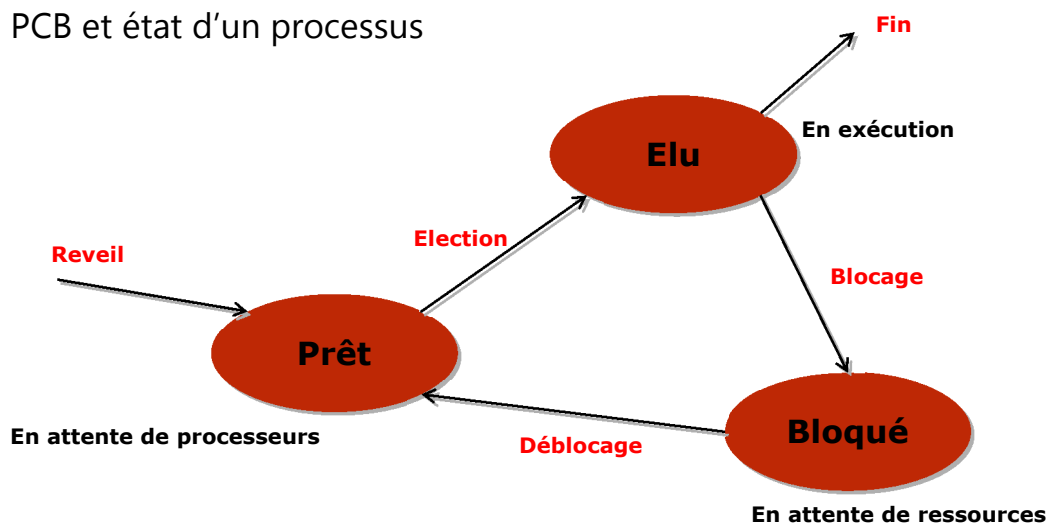 PCB et état d’un processus
Fin
En exécution
Elu
Election
Reveil
Blocage
Prêt
Bloqué
En attente de processeurs
Déblocage
En attente de ressources